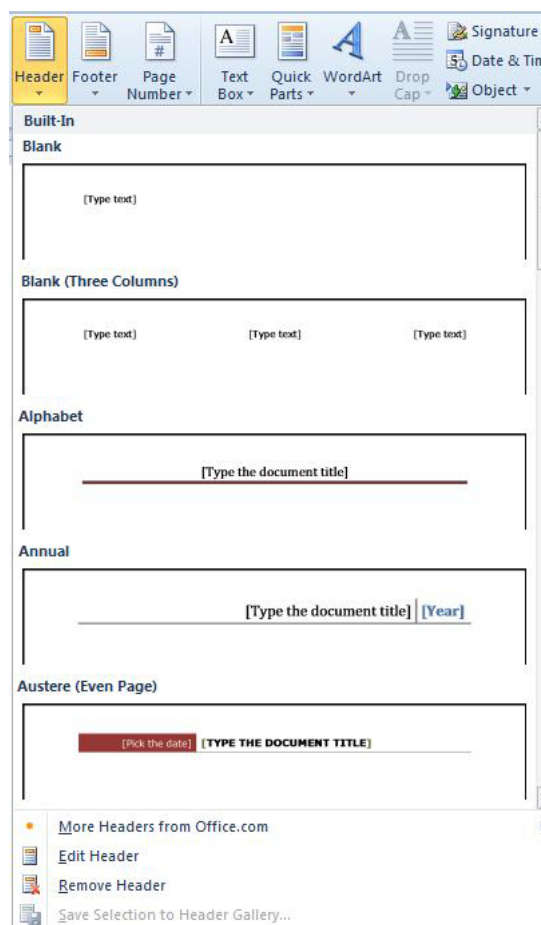 Header Footer Page Number Text Box Quick Parts WordArt Drop Cap
Signature
Date & Tim
Object
Built-In
Blank
[Type text]
Blank (Three Columns)
[Type text] [Type text] [Type text]
Alphabet
[Type the document title]
Annual
[Type the document title] [Year]
Austere (Even Page)
[Pick the date] [TYPE THE DOCUMENT TITLE]
More Headers from Office.com
Edit Header
Remove Header
Save Selection to Header Gallery...